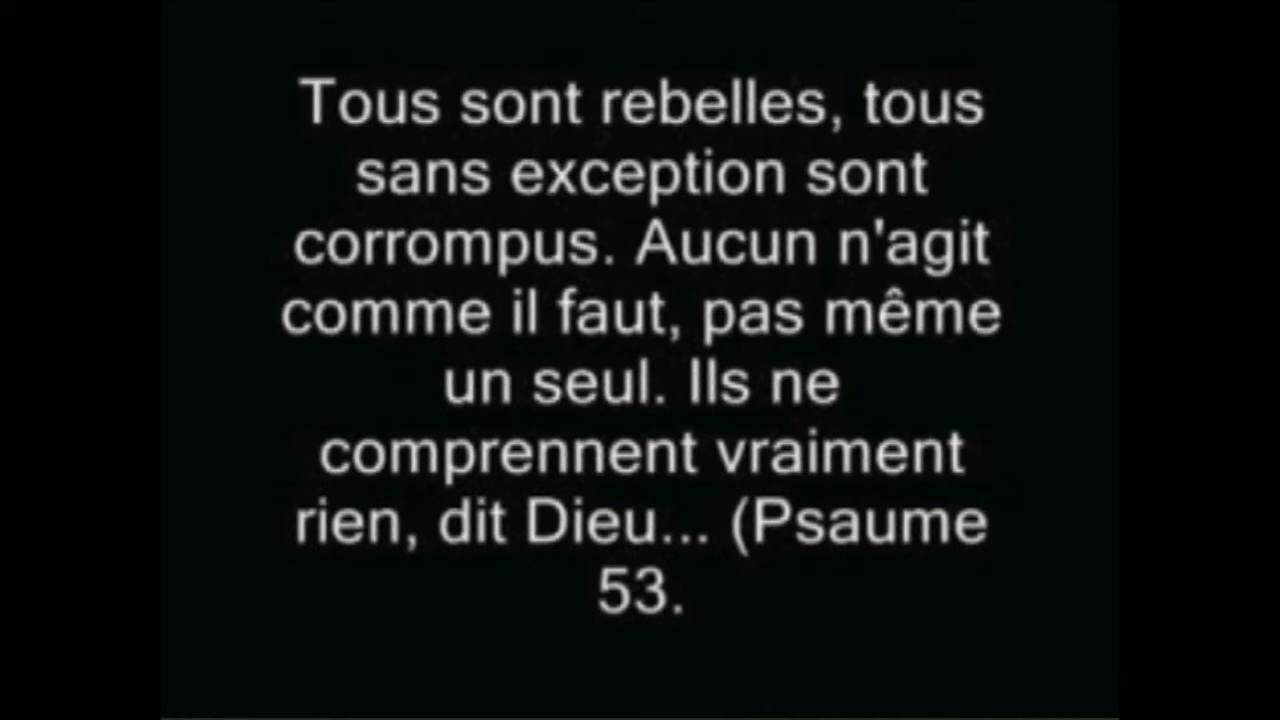 Tous sont rebelles, tous
sans exception sont
corrompus. Aucun n'agit
comme il faut, pas même
un seul. Ils ne
comprennent vraiment
rien, dit Dieu... (Psaume
53.